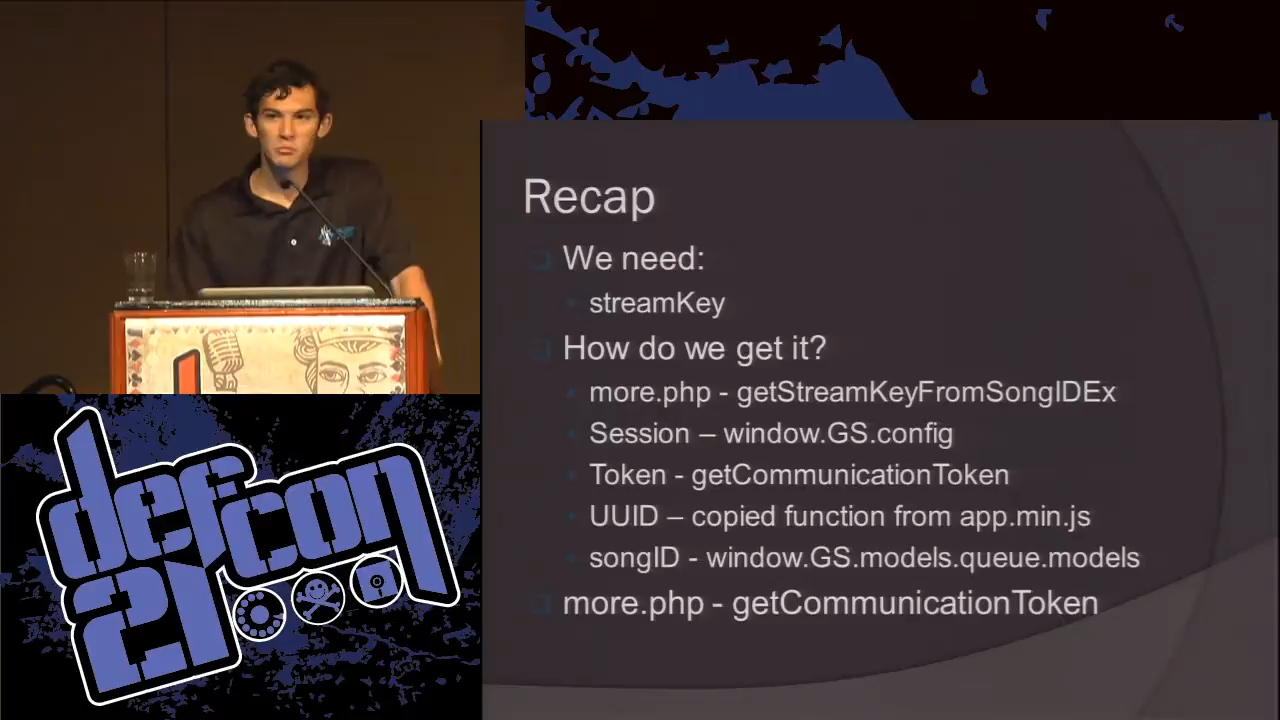 Recap
We need:
streamKey
How do we get it?
more.php - getStreamKeyFromSongIDEx
Session – window.GS.config
Token - getCommunicationToken
UUID – copied function from app.min.js
songID - window.GS.models.queue.models
more.php - getCommunicationToken
defcon
21